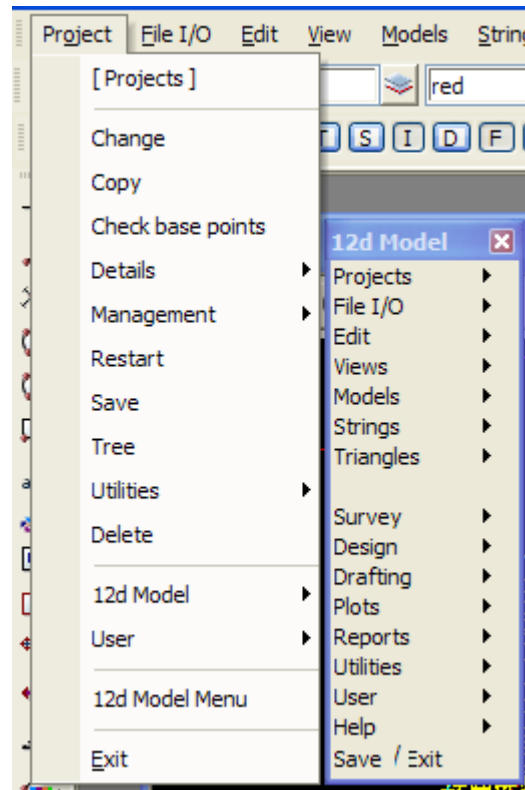 Project File I/O Edit View Models
[ Projects ]
red
Change
T S I D F
Copy
Check base points
Details
Management
Restart
Save
Tree
Utilities
Delete
12d Model
User
12d Model Menu
Exit
12d Model
Projects
File I/O
Edit
Views
Models
Strings
Triangles
Survey
Design
Drafting
Plots
Reports
Utilities
User
Help
Save / Exit